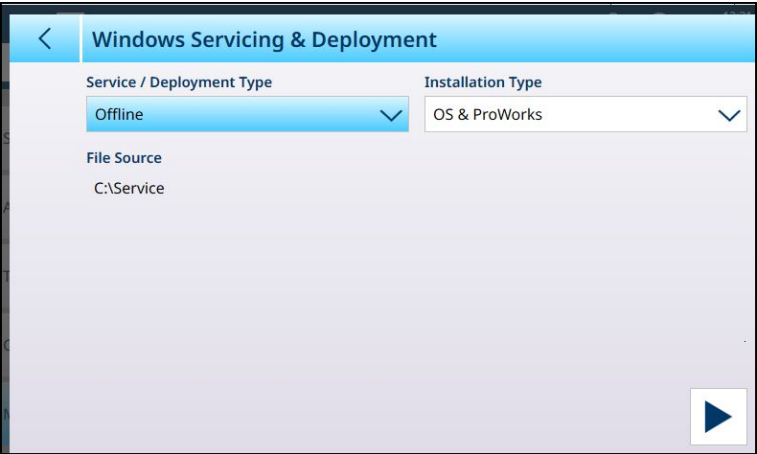 Windows Servicing & Deployment
Service / Deployment Type
Installation Type
Offline
OS & ProWorks
File Source
C:\Service